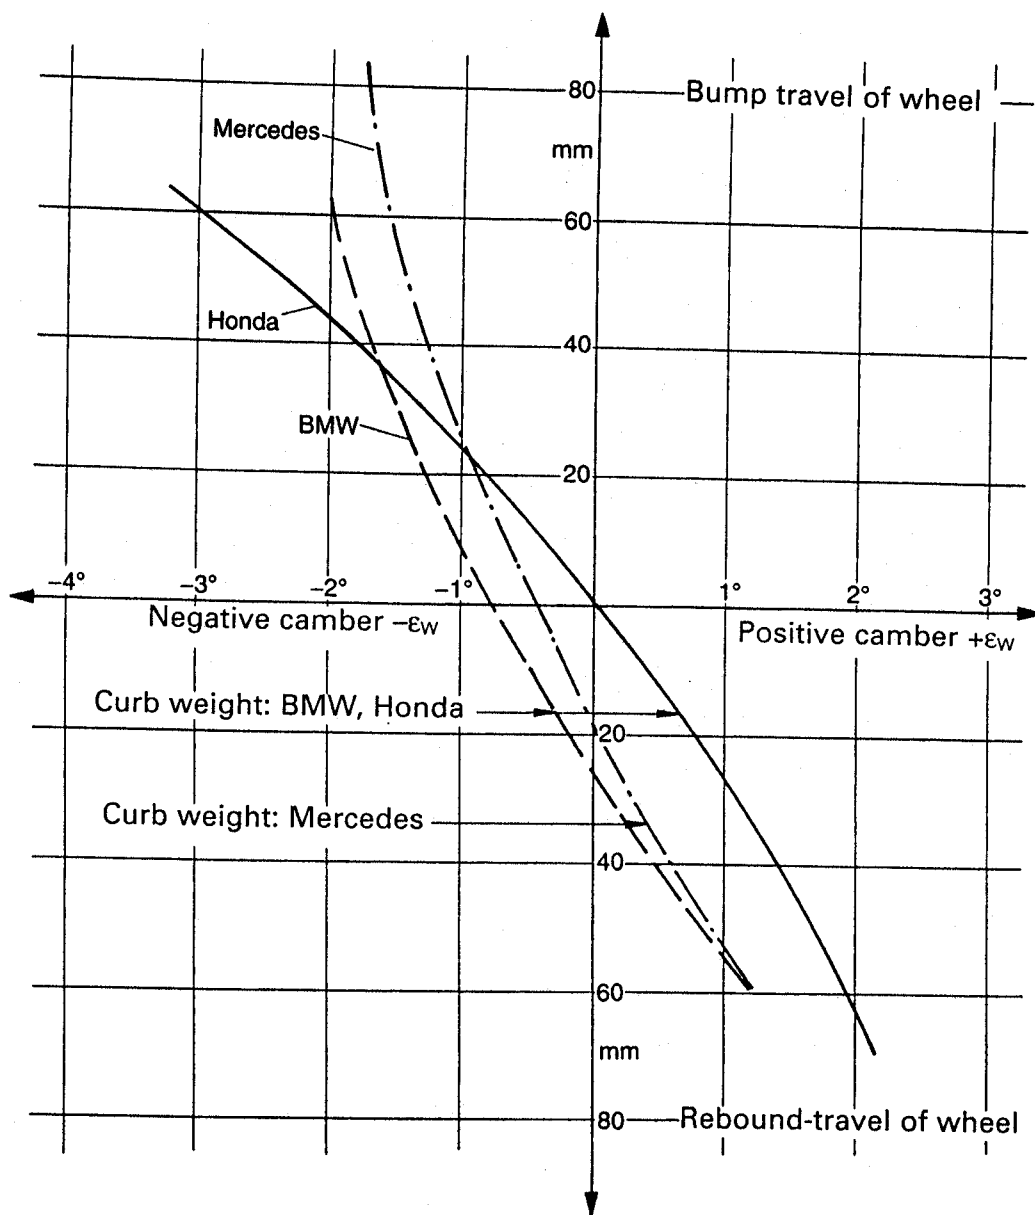 80
Bump travel of wheel
Mercedes
mm
60
Honda
40
BMW
20
–4°
–3°
–2°
–1°
1°
2°
3°
Negative camber –εw
Positive camber +εw
Curb weight: BMW, Honda
20
Curb weight: Mercedes
40
60
mm
80
Rebound-travel of wheel